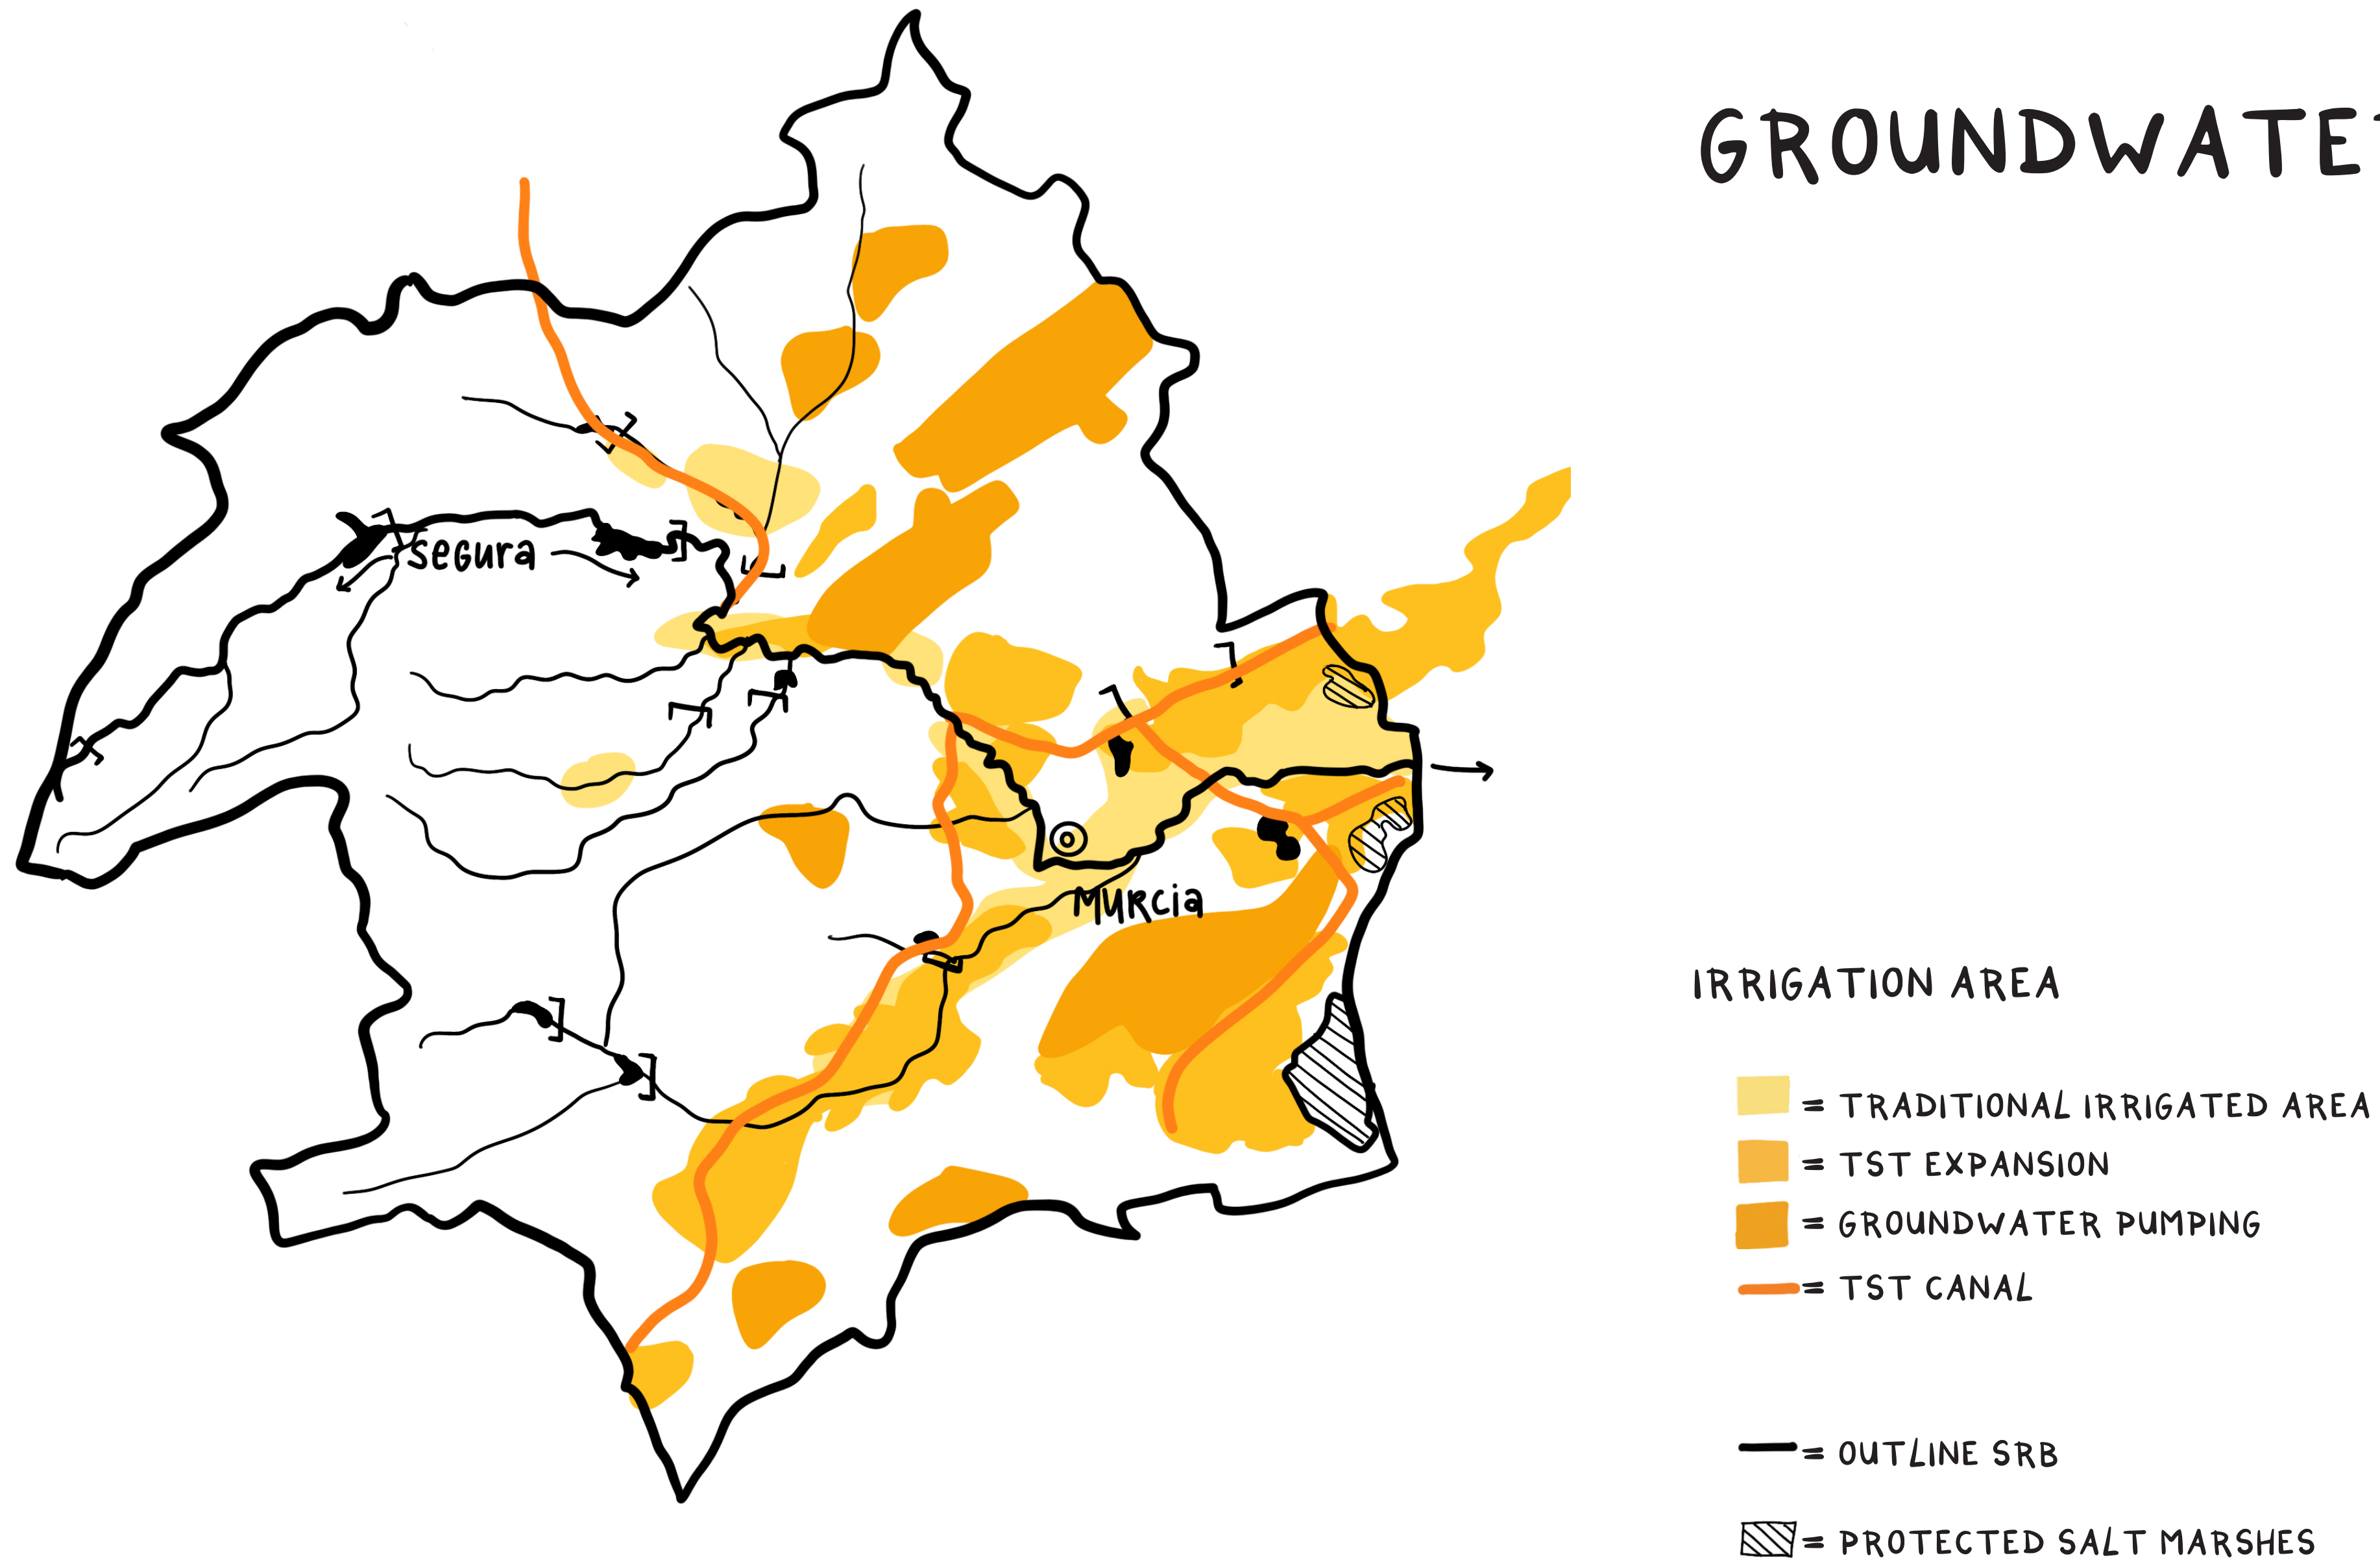 GROUNDWATE
Segura
Murcia
IRRIGATION AREA
= TRADITIONAL IRRIGATED AREA
= TST EXPANSION
= GROUNDWATER PUMPING
= TST CANAL
= OUTLINE SRB
= PROTECTED SALT MARSHES